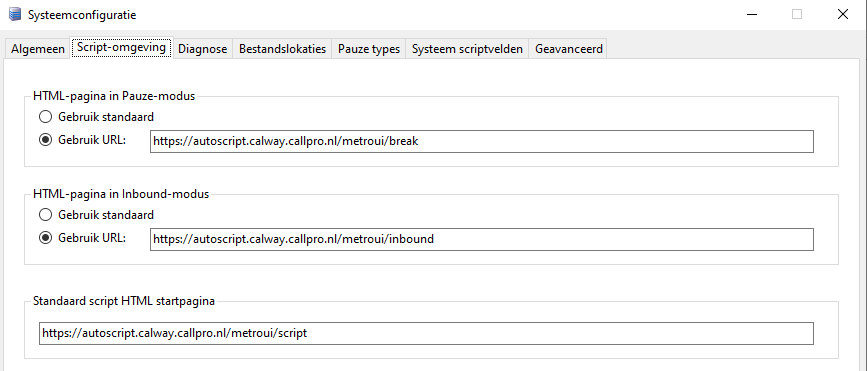 Systeemconfiguratie
Algemeen Script-omgeving Diagnose Bestandslokaties Pauze types Systeem scriptvelden Geavanceerd
HTML-pagina in Pauze-modus
Gebruik standaard
Gebruik URL: https://autoscript.calway.callpro.nl/metroui/break
HTML-pagina in Inbound-modus
Gebruik standaard
Gebruik URL: https://autoscript.calway.callpro.nl/metroui/inbound
Standaard script HTML startpagina
https://autoscript.calway.callpro.nl/metroui/script